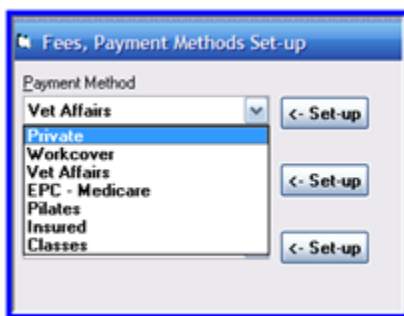 Fees, Payment Methods Set-up
Payment Method
Vet Affairs
<- Set-up
Private
Workcover
Vet Affairs
EPC - Medicare
<- Set-up
Pilates
Insured
Classes
<- Set-up